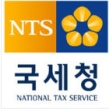 NTS
국세청
NATIONAL TAX SERVICE